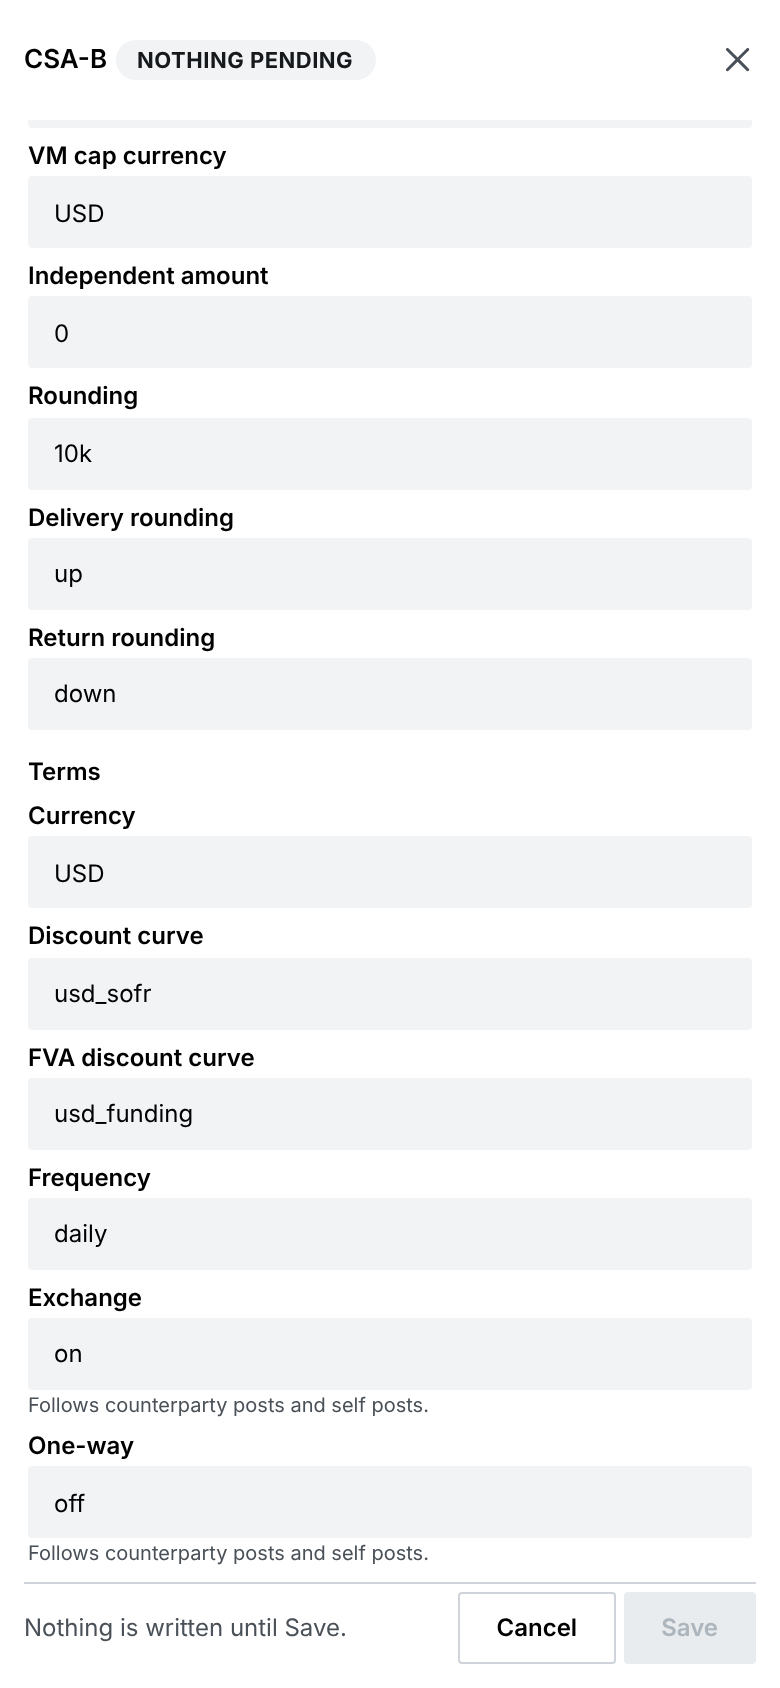 CSA-B NOTHING PENDING
VM cap currency
USD
Independent amount
0
Rounding
10k
Delivery rounding
up
Return rounding
down
Terms
Currency
USD
Discount curve
usd_sofr
FVA discount curve
usd_funding
Frequency
daily
Exchange
on
Follows counterparty posts and self posts.
One-way
off
Follows counterparty posts and self posts.
Nothing is written until Save. Cancel Save